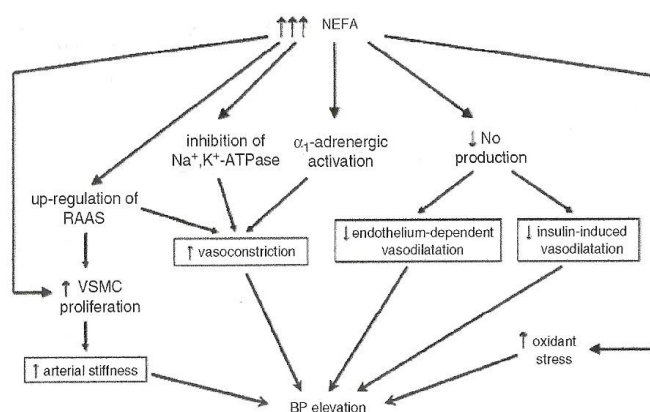 ↑↑↑ NEFA
inhibition of
Na⁺,K⁺-ATPase
α₁-adrenergic
activation
↓No
production
up-regulation of
RAAS
↑ vasoconstriction
↓ endothelium-dependent
vasodilatation
↓ insulin-induced
vasodilatation
↑ VSMC
proliferation
↑ oxidant
stress
↑ arterial stiffness
BP elevation